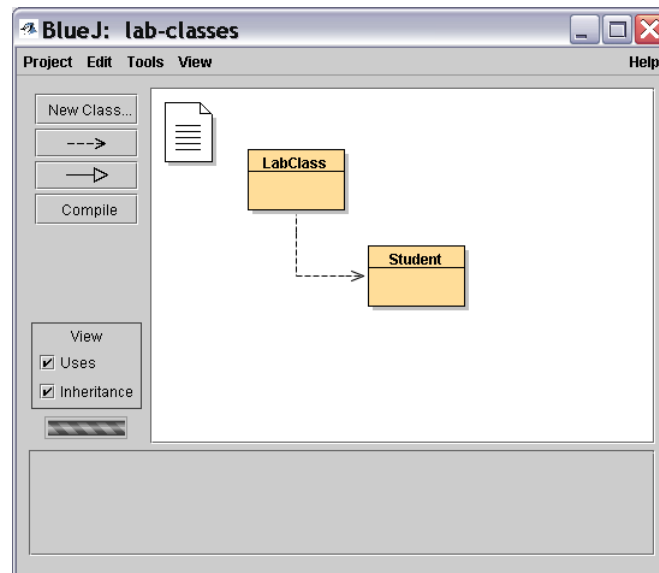 BlueJ: lab-classes
Project Edit Tools View Help
New Class...
Compile
LabClass
Student
View
Uses
Inheritance